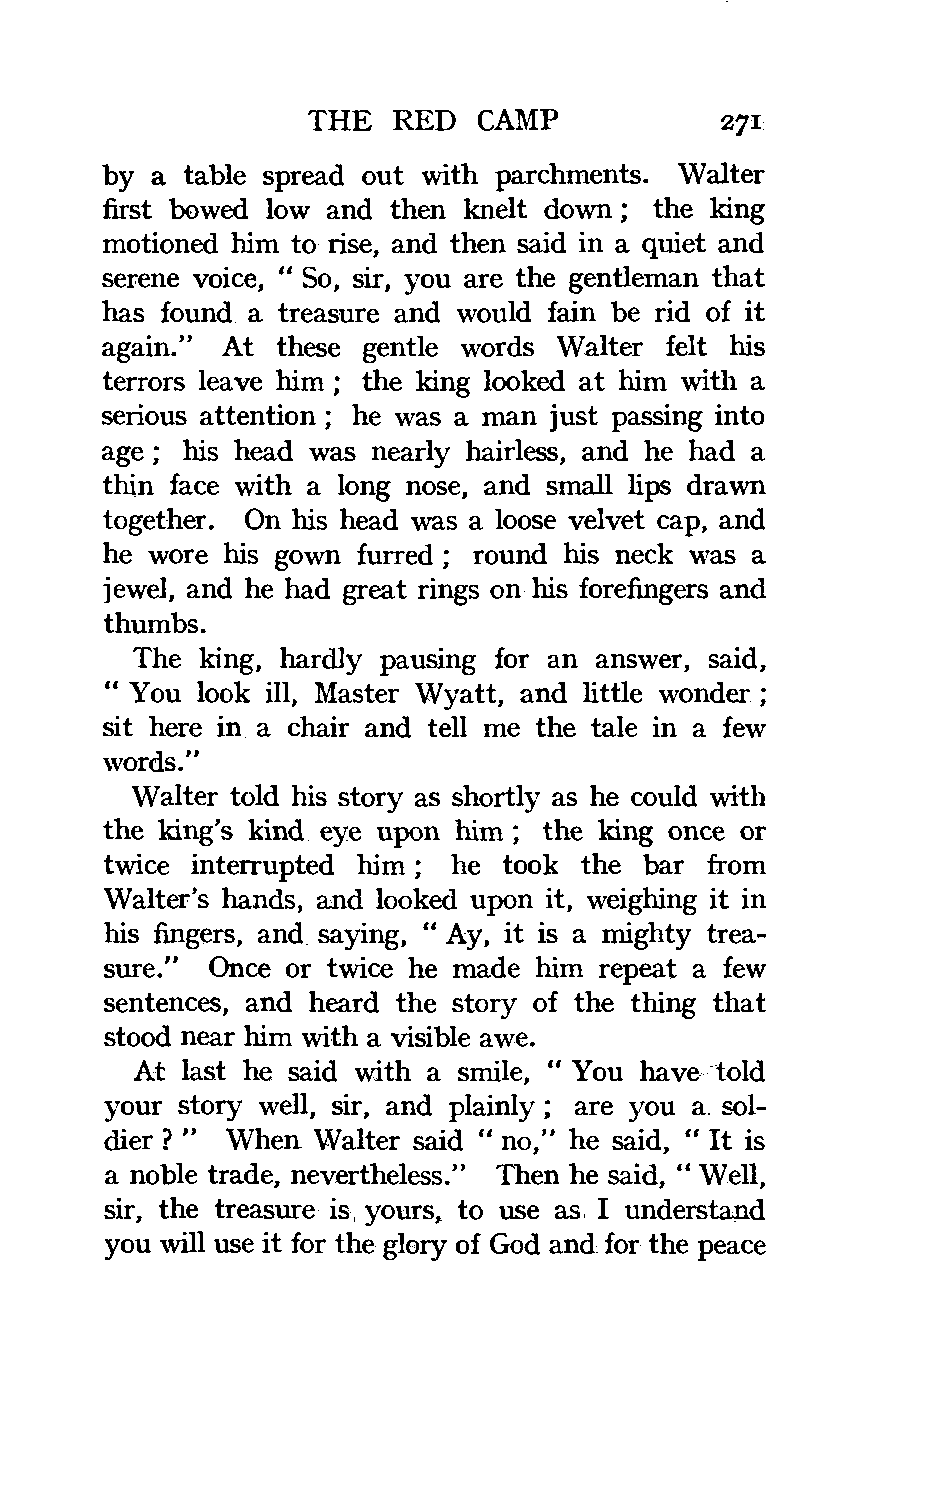 THE RED CAMP 271
by a table spread out with parchments. Walter
first bowed low and then knelt down ; the king
motioned him to rise, and then said in a quiet and
serene voice, “ So, sir, you are the gentleman that
has found a treasure and would fain be rid of it
again.” At these gentle words Walter felt his
terrors leave him ; the king looked at him with a
serious attention ; he was a man just passing into
age ; his head was nearly hairless, and he had a
thin face with a long nose, and small lips drawn
together. On his head was a loose velvet cap, and
he wore his gown furred ; round his neck was a
jewel, and he had great rings on his forefingers and
thumbs.
The king, hardly pausing for an answer, said,
“ You look ill, Master Wyatt, and little wonder ;
sit here in a chair and tell me the tale in a few
words.”
Walter told his story as shortly as he could with
the king’s kind eye upon him ; the king once or
twice interrupted him ; he took the bar from
Walter’s hands, and looked upon it, weighing it in
his fingers, and saying, “ Ay, it is a mighty trea-
sure.” Once or twice he made him repeat a few
sentences, and heard the story of the thing that
stood near him with a visible awe.
At last he said with a smile, “ You have told
your story well, sir, and plainly ; are you a sol-
dier ? ” When Walter said “ no,” he said, “ It is
a noble trade, nevertheless.” Then he said, “ Well,
sir, the treasure is yours, to use as I understand
you will use it for the glory of God and for the peace